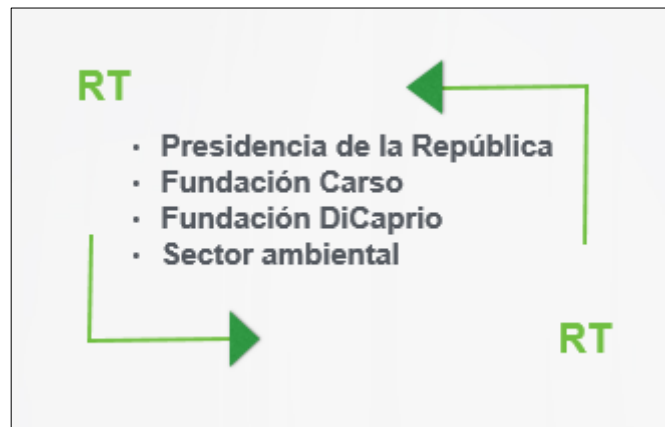 RT
· Presidencia de la República
· Fundación Carso
· Fundación DiCaprio
· Sector ambiental
RT